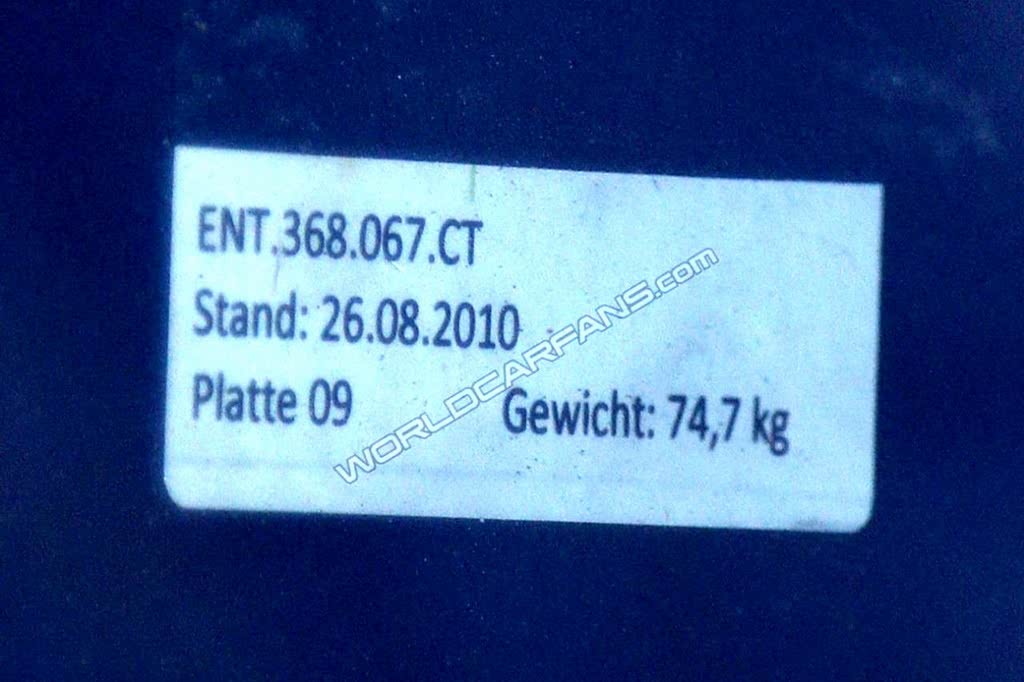 ENT.368.067.CT
Stand: 26.08.2010
Platte 09 Gewicht: 74,7 kg
WORLDCARFANS.com